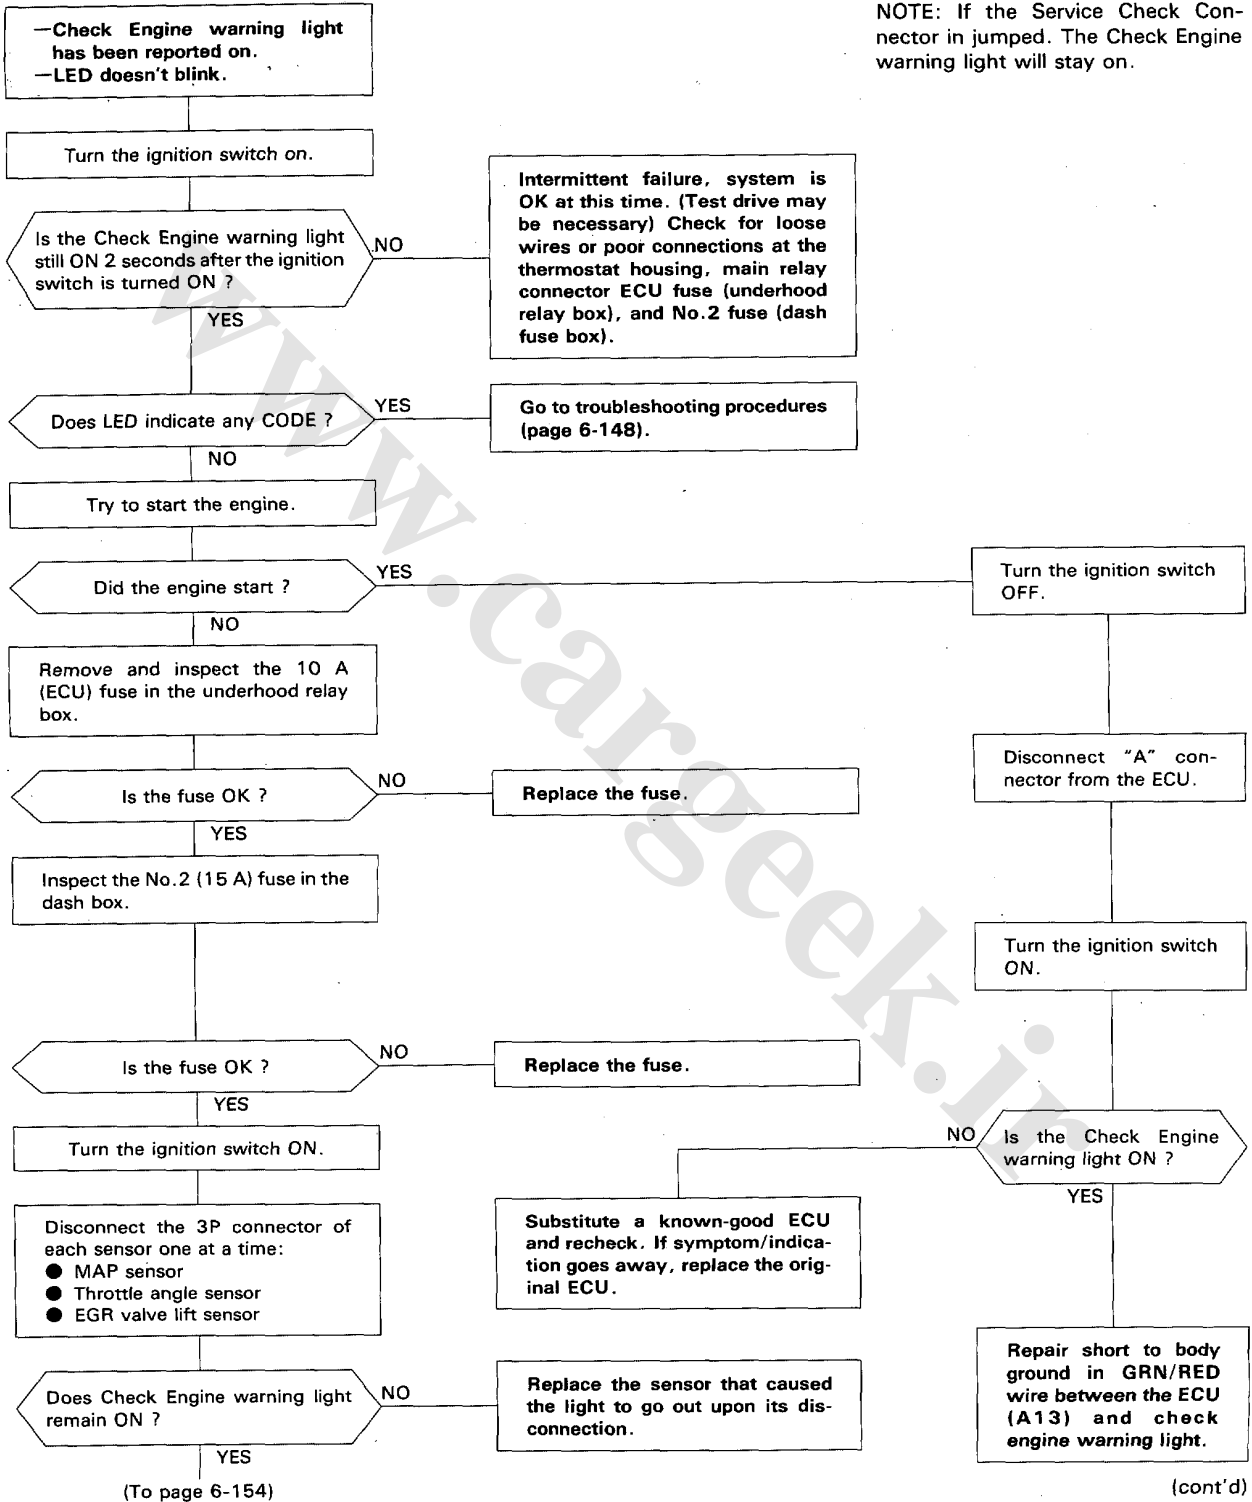 —Check Engine warning light
has been reported on.
—LED doesn't blink.
NOTE: If the Service Check Con-
nector in jumped. The Check Engine
warning light will stay on.
Turn the ignition switch on.
Is the Check Engine warning light
still ON 2 seconds after the ignition
switch is turned ON ?
NO
YES
Intermittent failure, system is
OK at this time. (Test drive may
be necessary) Check for loose
wires or poor connections at the
thermostat housing, main relay
connector ECU fuse (underhood
relay box), and No.2 fuse (dash
fuse box).
Does LED indicate any CODE ?
YES
NO
Go to troubleshooting procedures
(page 6-148).
Try to start the engine.
Did the engine start ?
YES
NO
Turn the ignition switch
OFF.
Remove and inspect the 10 A
(ECU) fuse in the underhood relay
box.
Disconnect "A" con-
nector from the ECU.
Is the fuse OK ?
NO
YES
Replace the fuse.
Inspect the No.2 (15 A) fuse in the
dash box.
Turn the ignition switch
ON.
Is the fuse OK ?
NO
YES
Replace the fuse.
Turn the ignition switch ON.
Is the Check Engine
warning light ON ?
NO
YES
Disconnect the 3P connector of
each sensor one at a time:
● MAP sensor
● Throttle angle sensor
● EGR valve lift sensor
Substitute a known-good ECU
and recheck. If symptom/indica-
tion goes away, replace the orig-
inal ECU.
Repair short to body
ground in GRN/RED
wire between the ECU
(A13) and check
engine warning light.
Does Check Engine warning light
remain ON ?
NO
YES
Replace the sensor that caused
the light to go out upon its dis-
connection.
(To page 6-154)
(cont'd)
www.cargeek.ir